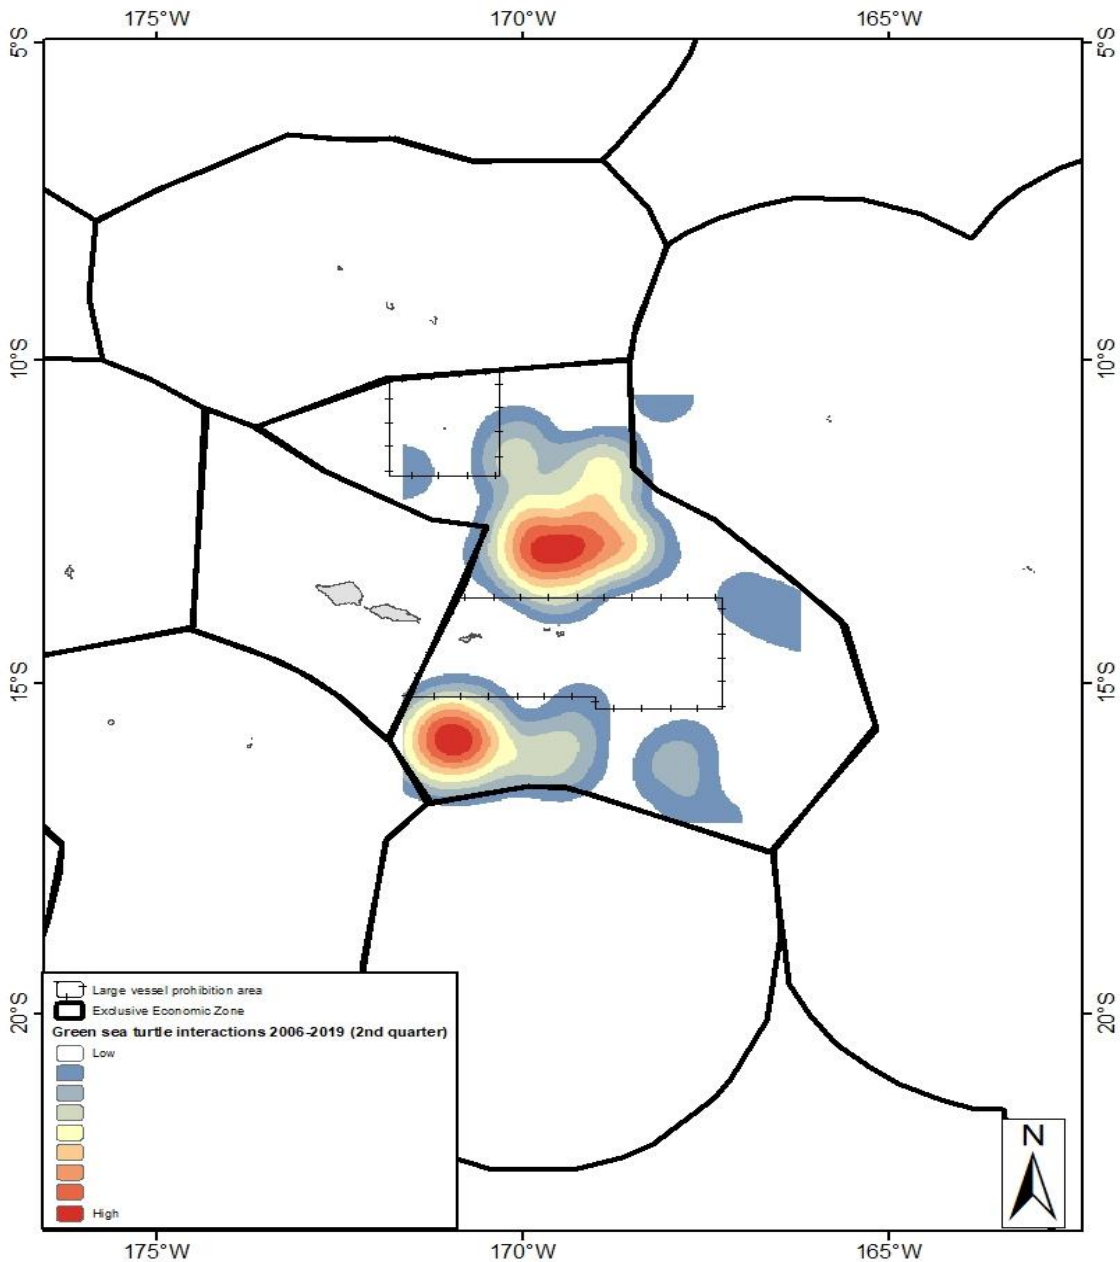 175°W 170°W 165°W
5°S 5°S
10°S 10°S
15°S 15°S
20°S 20°S
Large vessel prohibition area
Exclusive Economic Zone
Green sea turtle interactions 2006-2019 (2nd quarter)
Low
High
N
175°W 170°W 165°W